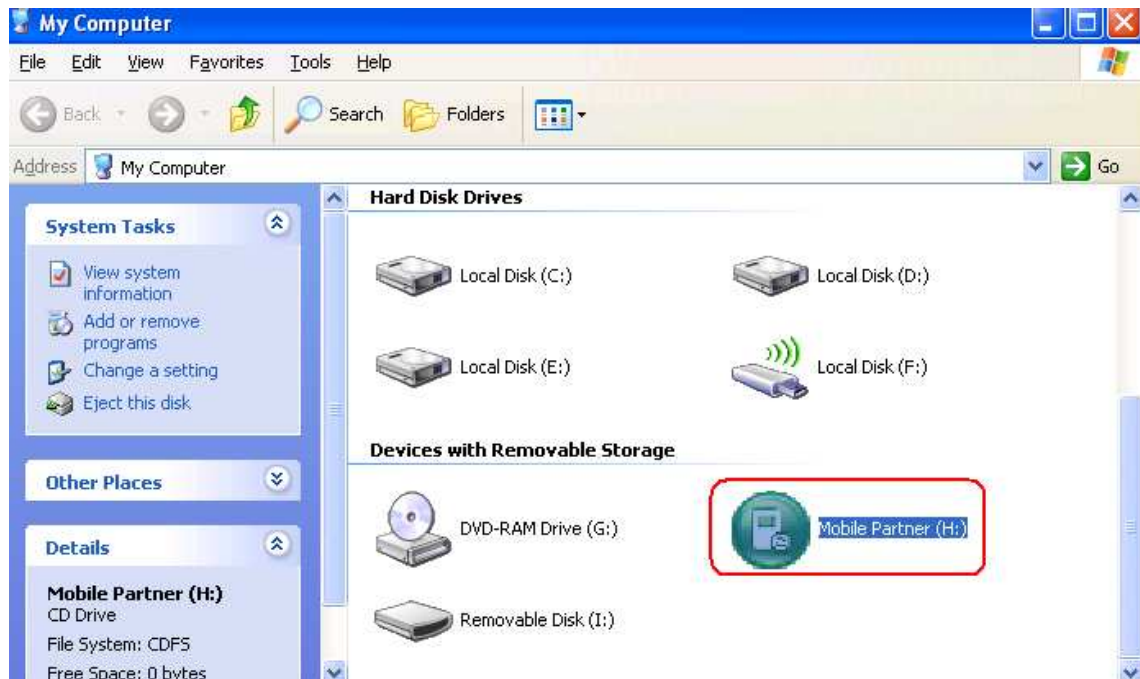 My Computer
File Edit View Favorites Tools Help
Back Search Folders
Address My Computer Go
System Tasks
View system
information
Add or remove
programs
Change a setting
Eject this disk
Other Places
Details
Mobile Partner (H:)
CD Drive
File System: CDFS
Free Space: 0 bytes
Hard Disk Drives
Local Disk (C:) Local Disk (D:)
Local Disk (E:) Local Disk (F:)
Devices with Removable Storage
DVD-RAM Drive (G:) Mobile Partner (H:)
Removable Disk (I:)